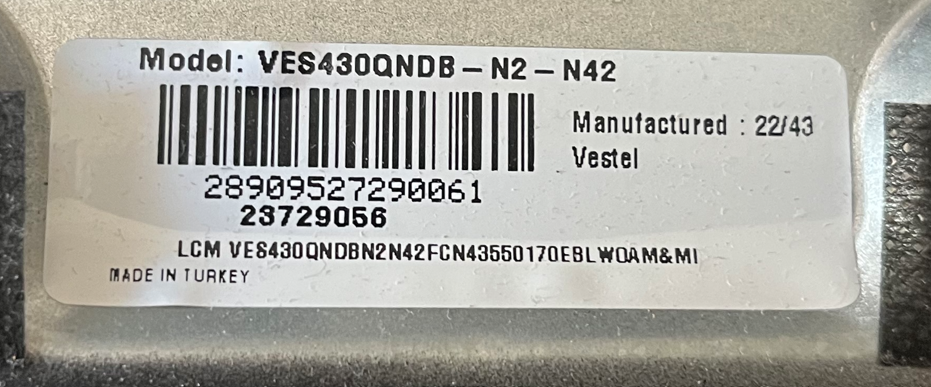 Model: VES430QNDB – N2 – N42
Manufactured : 22/43
Vestel
28909527290061
23729056
LCM VES430QNDBN2N42FCN43550170EBLWOAM&MI
MADE IN TURKEY